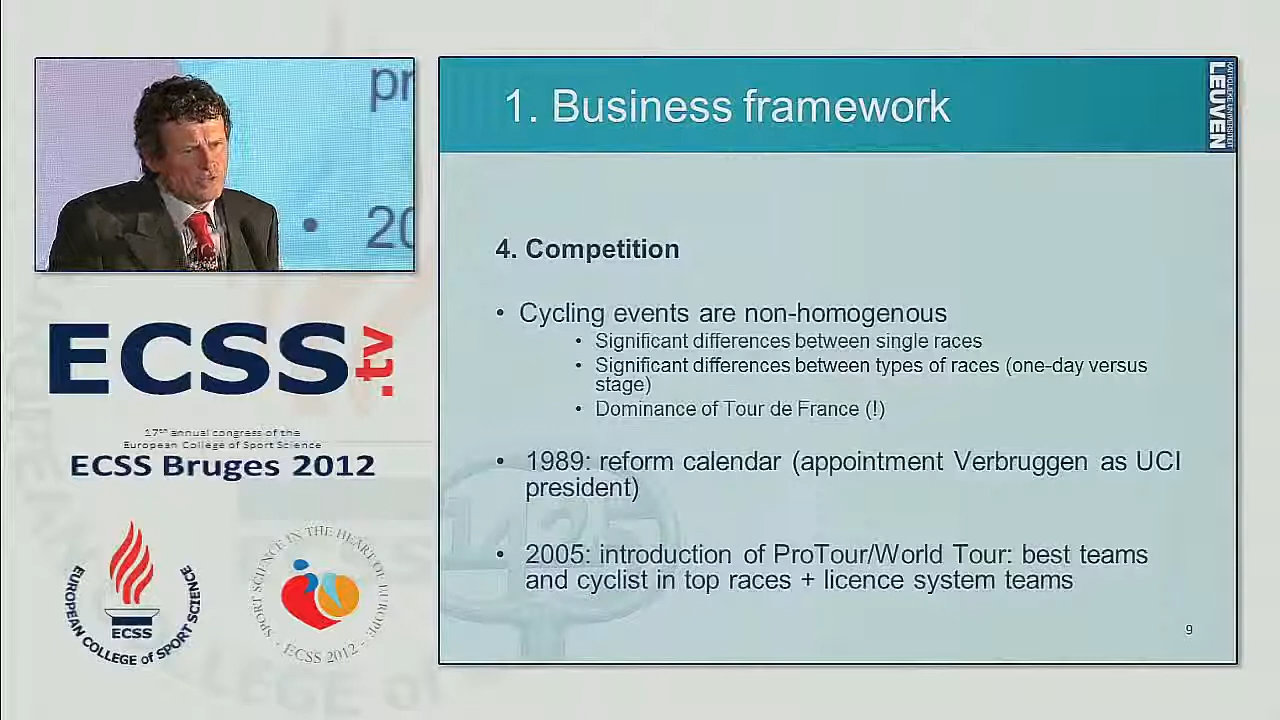 pr
• 20
ECSS.tv
17th annual congress of the
European College of Sport Science
ECSS Bruges 2012
EUROPEAN COLLEGE of SPORT SCIENCE
ECSS
SPORT SCIENCE IN THE HEART OF EUROPE
- ECSS 2012 -
1. Business framework
KATHOLIEKE UNIVERSITEIT
LEUVEN
4. Competition
• Cycling events are non-homogenous
• Significant differences between single races
• Significant differences between types of races (one-day versus
stage)
• Dominance of Tour de France (!)
• 1989: reform calendar (appointment Verbruggen as UCI
president)
• 2005: introduction of ProTour/World Tour: best teams
and cyclist in top races + licence system teams
1425
9